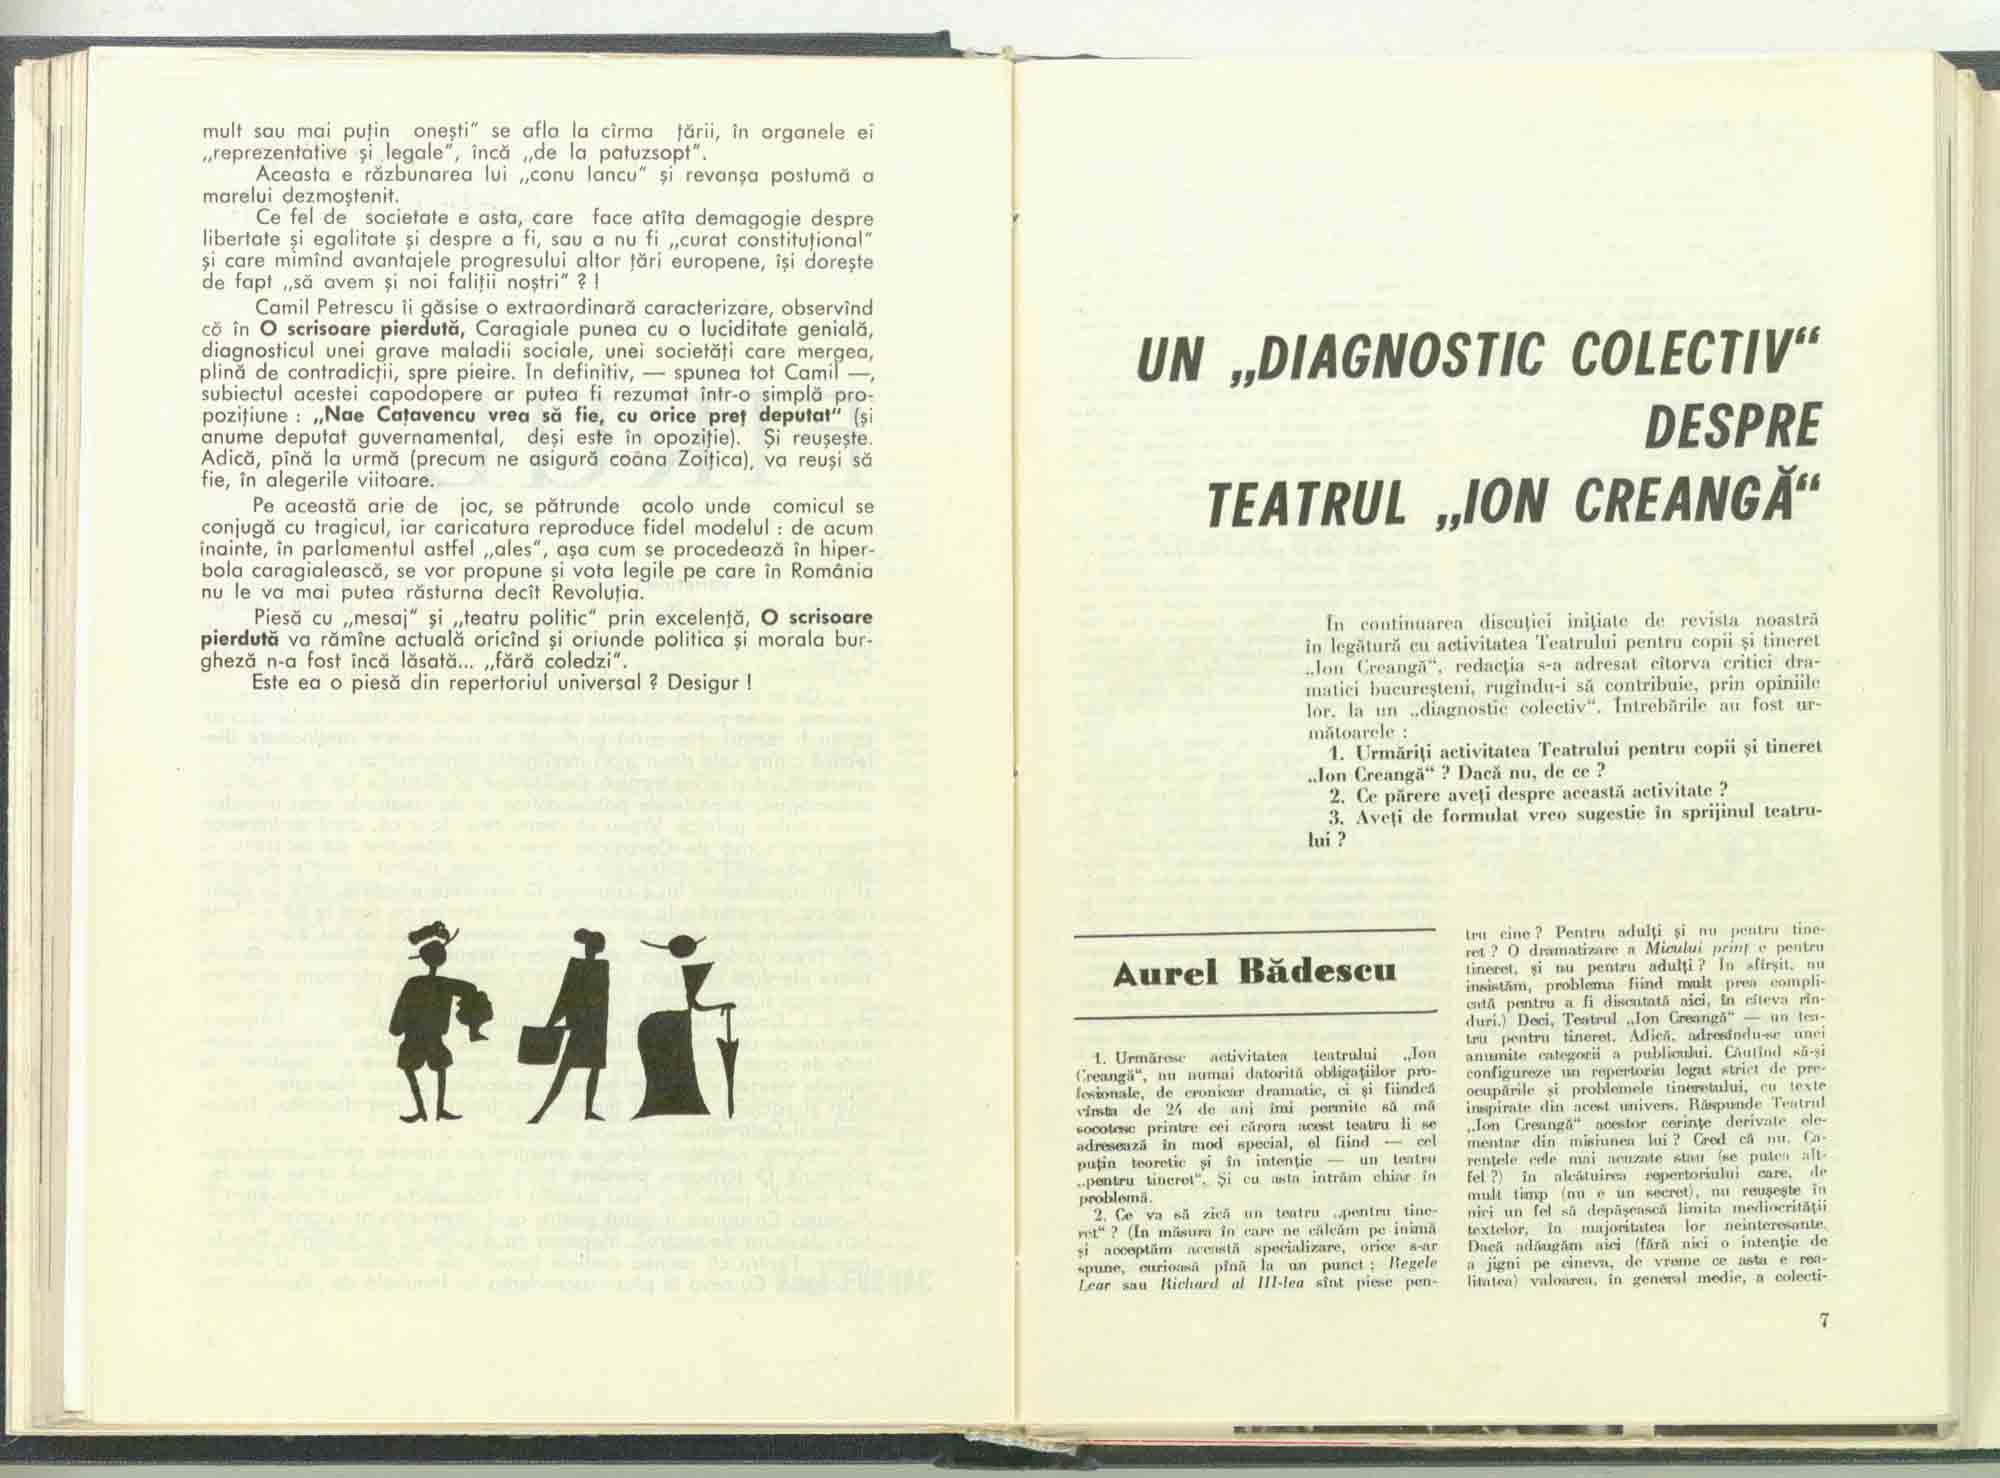 mult sau mai puțin onești" se afla la cîrma țării, în organele ei
„reprezentative și legale", încă „de la patuzsopt".
Aceasta e răzbunarea lui „conu Iancu" și revanșa postumă a
marelui dezmoștenit.
Ce fel de societate e asta, care face atîta demagogie despre
libertate și egalitate și despre a fi, sau a nu fi „curat constituțional"
și care mimînd avantajele progresului altor țări europene, își dorește
de fapt „să avem și noi faliții noștri" ? !
Camil Petrescu îi găsise o extraordinară caracterizare, observînd
că în O scrisoare pierdută, Caragiale punea cu o luciditate genială,
diagnosticul unei grave maladii sociale, unei societăți care mergea,
plină de contradicții, spre pieire. În definitiv, — spunea tot Camil —,
subiectul acestei capodopere ar putea fi rezumat într-o simplă pro-
pozițiune : „Nae Cațavencu vrea să fie, cu orice preț deputat" (și
anume deputat guvernamental, deși este în opoziție). Și reușește.
Adică, pînă la urmă (precum ne asigură coana Zoițica), va reuși să
fie, în alegerile viitoare.
Pe această arie de joc, se pătrunde acolo unde comicul se
conjugă cu tragicul, iar caricatura reproduce fidel modelul : de acum
înainte, în parlamentul astfel „ales", așa cum se procedează în hiper-
bola caragialească, se vor propune și vota legile pe care în România
nu le va mai putea răsturna decît Revoluția.
Piesă cu „mesaj" și „teatru politic" prin excelență, O scrisoare
pierdută va rămîne actuală oricînd și oriunde politica și morala bur-
gheză n-a fost încă lăsată... „fără coledzi".
Este ea o piesă din repertoriul universal ? Desigur !
UN „DIAGNOSTIC COLECTIV“
DESPRE
TEATRUL „ION CREANGĂ“
În continuarea discuției inițiate de revista noastră
în legătură cu activitatea Teatrului pentru copii și tineret
„Ion Creangă“, redacția s-a adresat cîtorva critici dra-
matici bucureșteni, rugîndu-i să contribuie, prin opiniile
lor, la un „diagnostic colectiv“. Întrebările au fost ur-
mătoarele :
1. Urmăriți activitatea Teatrului pentru copii și tineret
„Ion Creangă“ ? Dacă nu, de ce ?
2. Ce părere aveți despre această activitate ?
3. Aveți de formulat vreo sugestie în sprijinul teatru-
lui ?
Aurel Bădescu
1. Urmăresc activitatea teatrului „Ion
Creangă“, nu numai datorită obligațiilor pro-
fesionale, de cronicar dramatic, ci și fiindcă
vîrsta de 24 de ani îmi permite să mă
socotesc printre cei cărora acest teatru li se
adresează în mod special, el fiind — cel
puțin teoretic și în intenție — un teatru
„pentru tineret“. Și cu asta intrăm chiar în
problemă.
2. Ce va să zică un teatru „pentru tine-
ret“ ? (În măsura în care ne călcăm pe inimă
și acceptăm această specializare, orice s-ar
spune, curioasă pînă la un punct ; Regele
Lear sau Richard al III-lea sînt piese pen-
tru cine ? Pentru adulți și nu pentru tine-
ret ? O dramatizare a Micului prinț e pentru
tineret, și nu pentru adulți ? În sfîrșit, nu
insistăm, problema fiind mult prea compli-
cată pentru a fi discutată aici, în cîteva rîn-
duri.) Deci, Teatrul „Ion Creangă“ — un tea-
tru pentru tineret. Adică, adresîndu-se unei
anumite categorii a publicului. Căutînd să-și
configureze un repertoriu legat strict de pre-
ocupările și problemele tineretului, cu texte
inspirate din acest univers. Răspunde Teatrul
„Ion Creangă“ acestor cerințe derivate ele-
mentar din misiunea lui ? Cred că nu. Ca-
rențele cele mai acuzate stau (se putea alt-
fel ?) în alcătuirea repertoriului care, de
mult timp (nu e un secret), nu reușește în
nici un fel să depășească limita mediocrității
textelor, în majoritatea lor neinteresante.
Dacă adăugăm aici (fără nici o intenție de
a jigni pe cineva, de vreme ce asta e rea-
litatea) valoarea, în general medie, a colecti-
7